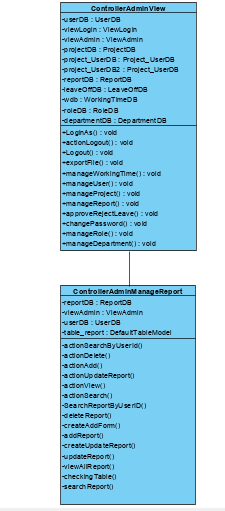 ControllerAdminView
-userDB : UserDB
-viewLogin : ViewLogin
-viewAdmin : ViewAdmin
-projectDB : ProjectDB
-project_UserDB : Project_UserDB
-project_UserDB2 : Project_UserDB
-reportDB : ReportDB
-leaveOffDB : LeaveOffDB
-wdb : WorkingTimeDB
-roleDB : RoleDB
-departmentDB : DepartmentDB
+LoginAs() : void
+actionLogout() : void
+Logout() : void
+exportFile() : void
+manageWorkingTime() : void
+manageUser() : void
+manageProject() : void
+manageReport() : void
+approveRejectLeave() : void
+changePassword() : void
+manageRole() : void
+manageDepartment() : void
ControllerAdminManageReport
-reportDB : ReportDB
-viewAdmin : ViewAdmin
-userDB : UserDB
-table_report : DefaultTableModel
-actionSearchByUserId()
-actionDelete()
-actionAdd()
-actionUpdateReport()
-actionView()
-actionSearch()
-SearchReportByUserID()
-deleteReport()
-createAddForm()
-addReport()
-createUpdateReport()
-updateReport()
-viewAllReport()
-checkingTable()
-searchReport()